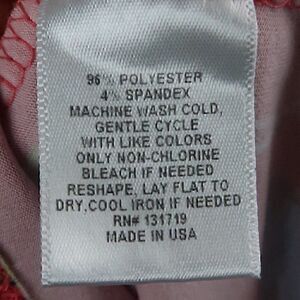 96% POLYESTER
4% SPANDEX
MACHINE WASH COLD,
GENTLE CYCLE
WITH LIKE COLORS
ONLY NON-CHLORINE
BLEACH IF NEEDED
RESHAPE, LAY FLAT TO
DRY,COOL IRON IF NEEDED
RN# 131719
MADE IN USA